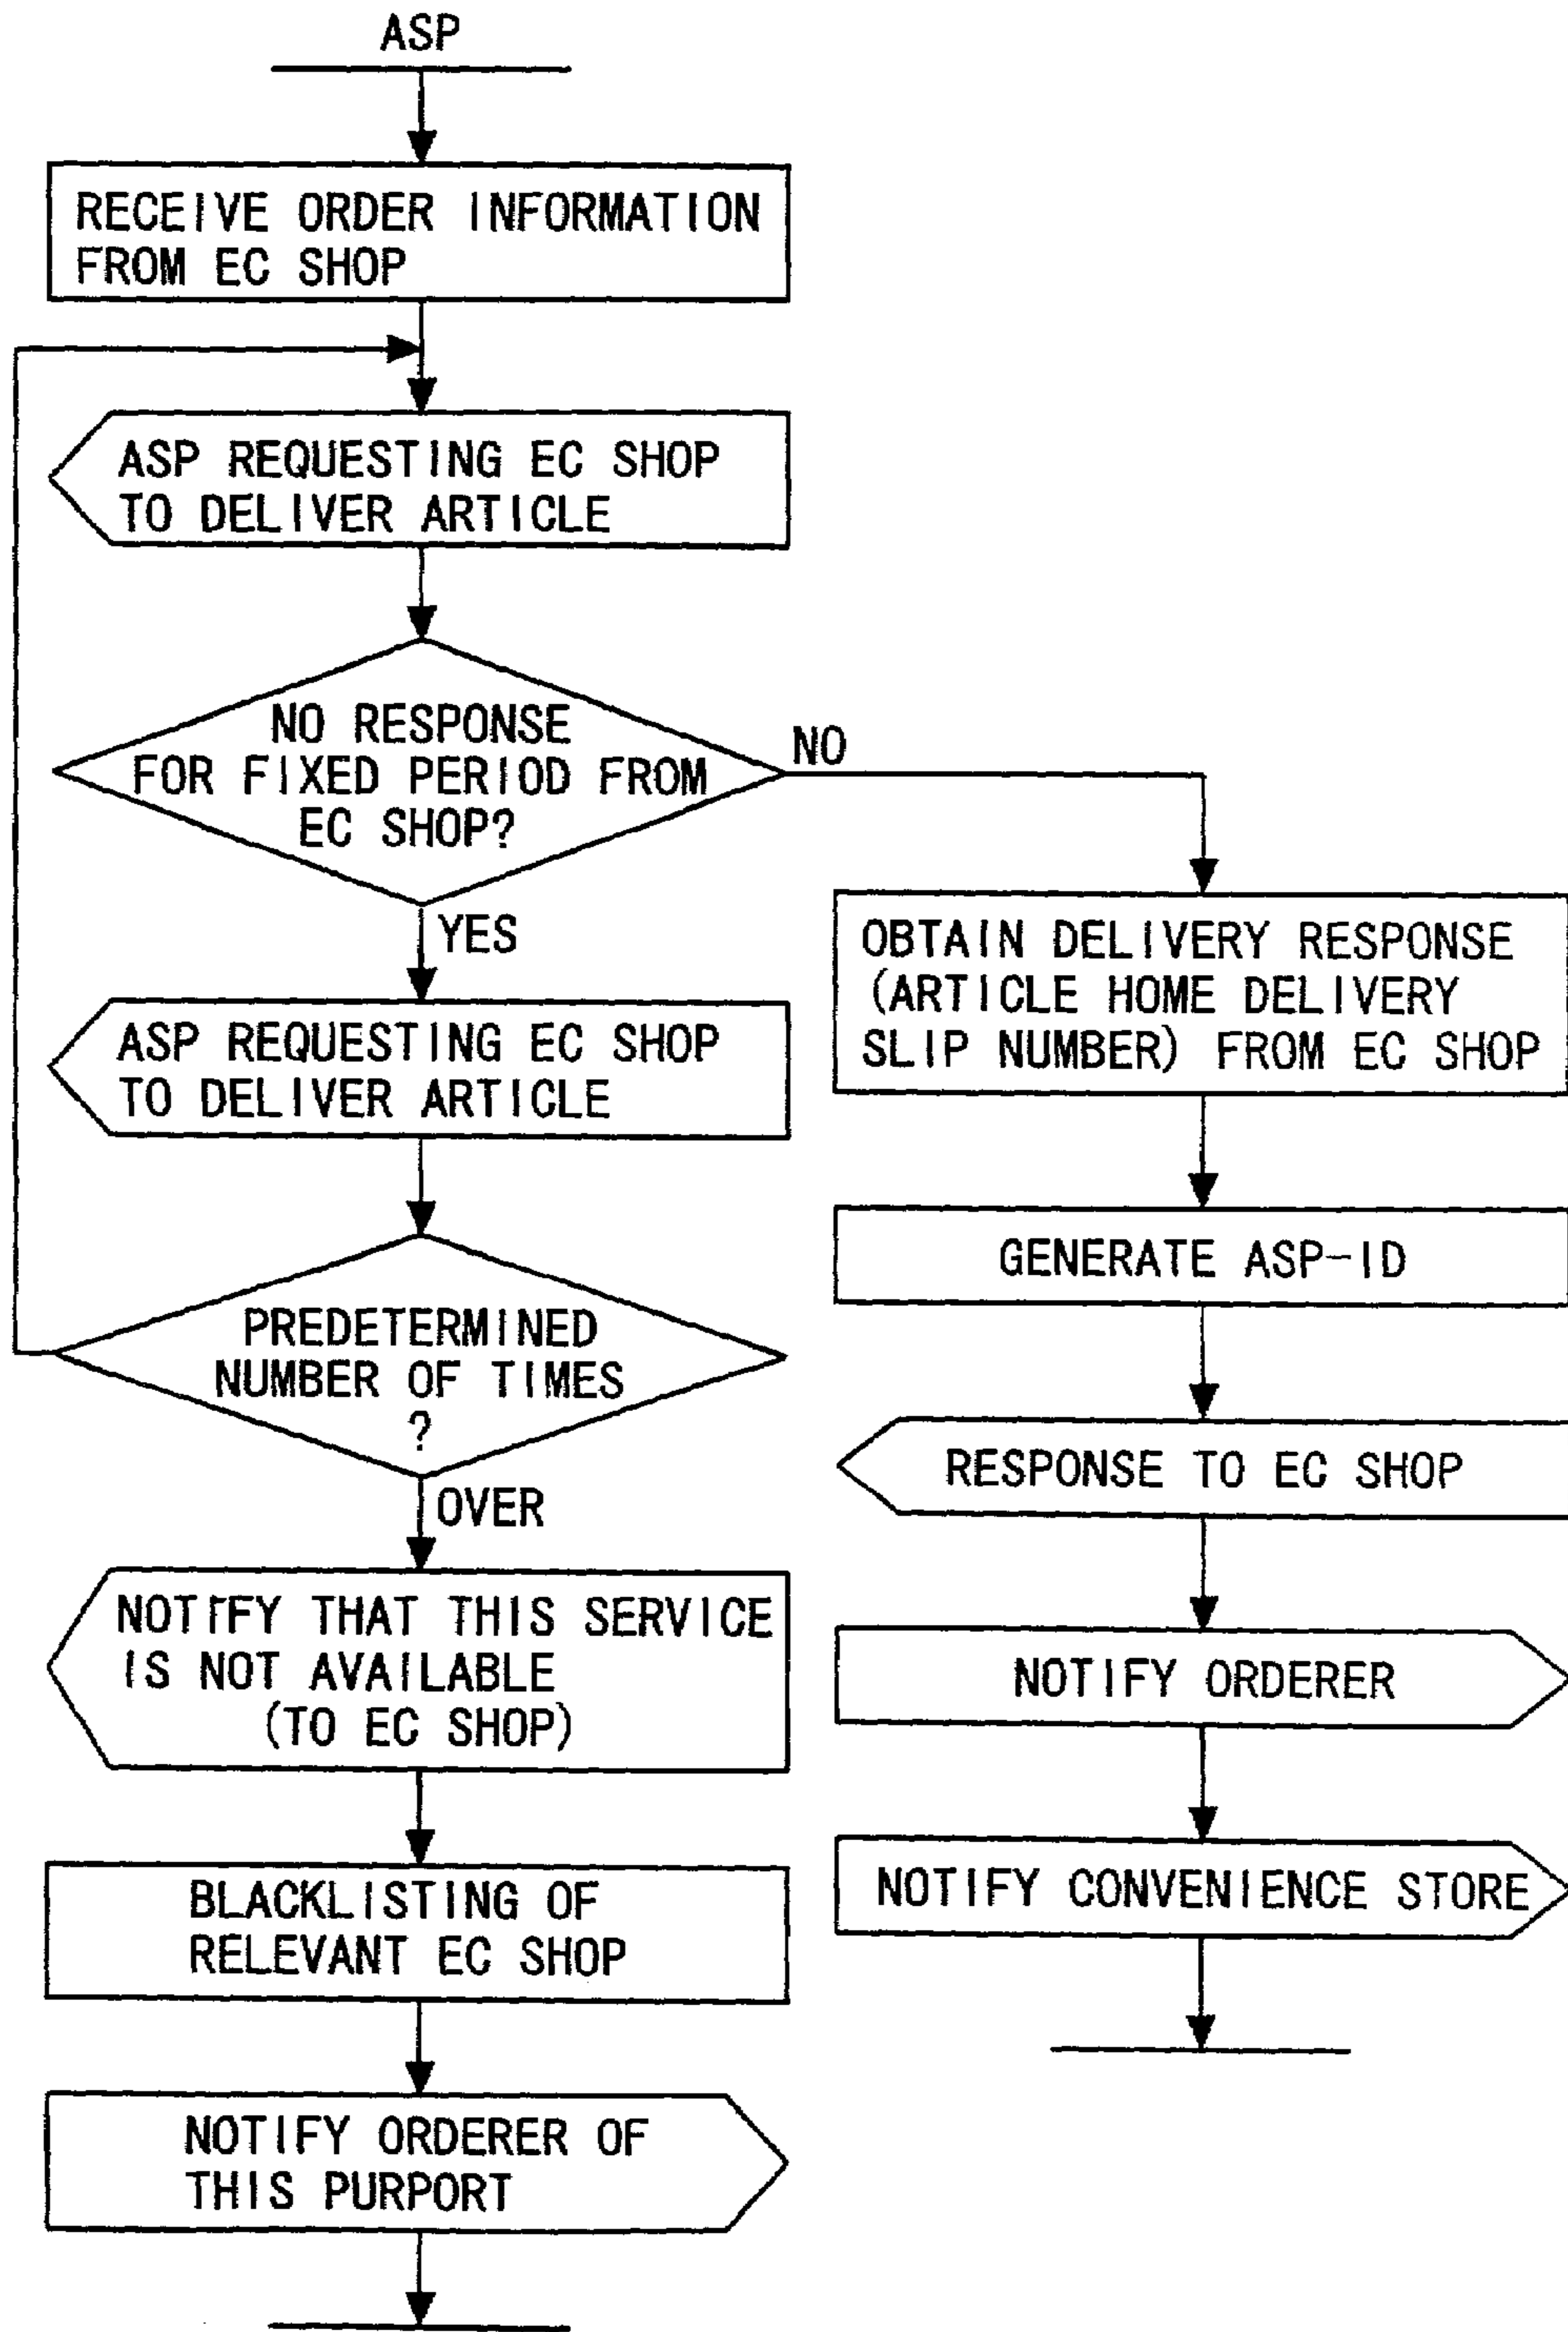 ASP
RECEIVE ORDER INFORMATION
FROM EC SHOP
ASP REQUESTING EC SHOP
TO DELIVER ARTICLE
NO RESPONSE
FOR FIXED PERIOD FROM
EC SHOP?
NO
YES
ASP REQUESTING EC SHOP
TO DELIVER ARTICLE
PREDETERMINED
NUMBER OF TIMES
?
OVER
NOTIFY THAT THIS SERVICE
IS NOT AVAILABLE
(TO EC SHOP)
BLACKLISTING OF
RELEVANT EC SHOP
NOTIFY ORDERER OF
THIS PURPORT
OBTAIN DELIVERY RESPONSE
(ARTICLE HOME DELIVERY
SLIP NUMBER) FROM EC SHOP
GENERATE ASP-ID
RESPONSE TO EC SHOP
NOTIFY ORDERER
NOTIFY CONVENIENCE STORE